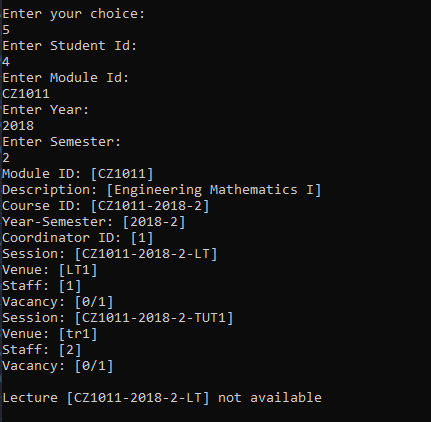 Enter your choice:
5
Enter Student Id:
4
Enter Module Id:
CZ1011
Enter Year:
2018
Enter Semester:
2
Module ID: [CZ1011]
Description: [Engineering Mathematics I]
Course ID: [CZ1011-2018-2]
Year-Semester: [2018-2]
Coordinator ID: [1]
Session: [CZ1011-2018-2-LT]
Venue: [LT1]
Staff: [1]
Vacancy: [0/1]
Session: [CZ1011-2018-2-TUT1]
Venue: [tr1]
Staff: [2]
Vacancy: [0/1]
Lecture [CZ1011-2018-2-LT] not available